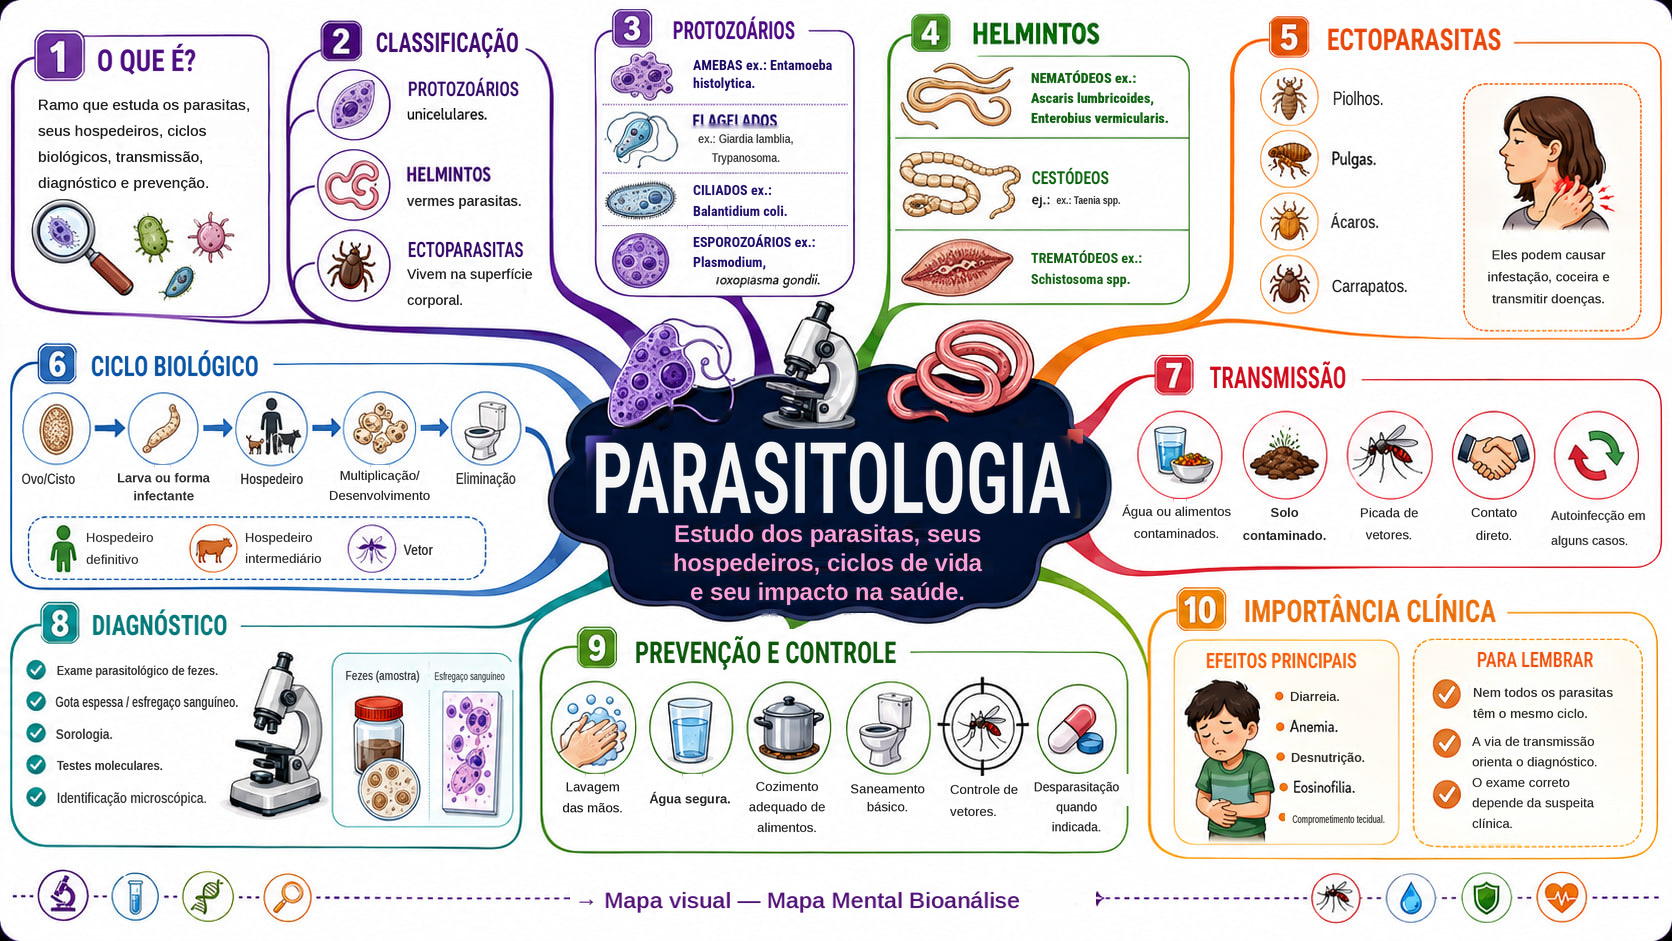 1 O QUE É?
Ramo que estuda os parasitas,
seus hospedeiros, ciclos
biológicos, transmissão,
diagnóstico e prevenção.
2 CLASSIFICAÇÃO
PROTOZOÁRIOS
unicelulares.
HELMINTOS
vermes parasitas.
ECTOPARASITAS
Vivem na superfície
corporal.
3 PROTOZOÁRIOS
AMEBAS ex.: Entamoeba
histolytica.
FLAGELADOS
ex.: Giardia lamblia,
Trypanosoma.
CILIADOS ex.:
Balantidium coli.
ESPOROZOÁRIOS ex.:
Plasmodium,
Toxoplasma gondii.
4 HELMINTOS
NEMATÓDEOS ex.:
Ascaris lumbricoides,
Enterobius vermicularis.
CESTÓDEOS
ej.: ex.: Taenia spp.
TREMATÓDEOS ex.:
Schistosoma spp.
5 ECTOPARASITAS
Piolhos.
Pulgas.
Ácaros.
Carrapatos.
Eles podem causar
infestação, coceira e
transmitir doenças.
PARASITOLOGIA
Estudo dos parasitas, seus
hospedeiros, ciclos de vida
e seu impacto na saúde.
6 CICLO BIOLÓGICO
Ovo/Cisto
Larva ou forma
infectante
Hospedeiro
Multiplicação/
Desenvolvimento
Eliminação
Hospedeiro
definitivo
Hospedeiro
intermediário
Vetor
7 TRANSMISSÃO
Água ou alimentos
contaminados.
Solo
contaminado.
Picada de
vetores.
Contato
direto.
Autoinfecção em
alguns casos.
8 DIAGNÓSTICO
Exame parasitológico de fezes.
Gota espessa / esfregaço sanguíneo.
Sorologia.
Testes moleculares.
Identificação microscópica.
Fezes (amostra)
Esfregaço sanguíneo
9 PREVENÇÃO E CONTROLE
Lavagem
das mãos.
Água segura.
Cozimento
adequado de
alimentos.
Saneamento
básico.
Controle de
vetores.
Desparasitação
quando
indicada.
10 IMPORTÂNCIA CLÍNICA
EFEITOS PRINCIPAIS
Diarreia.
Anemia.
Desnutrição.
Eosinofilia.
Comprometimento tecidual.
PARA LEMBRAR
Nem todos os parasitas
têm o mesmo ciclo.
A via de transmissão
orienta o diagnóstico.
O exame correto
depende da suspeita
clínica.
→ Mapa visual — Mapa Mental Bioanálise